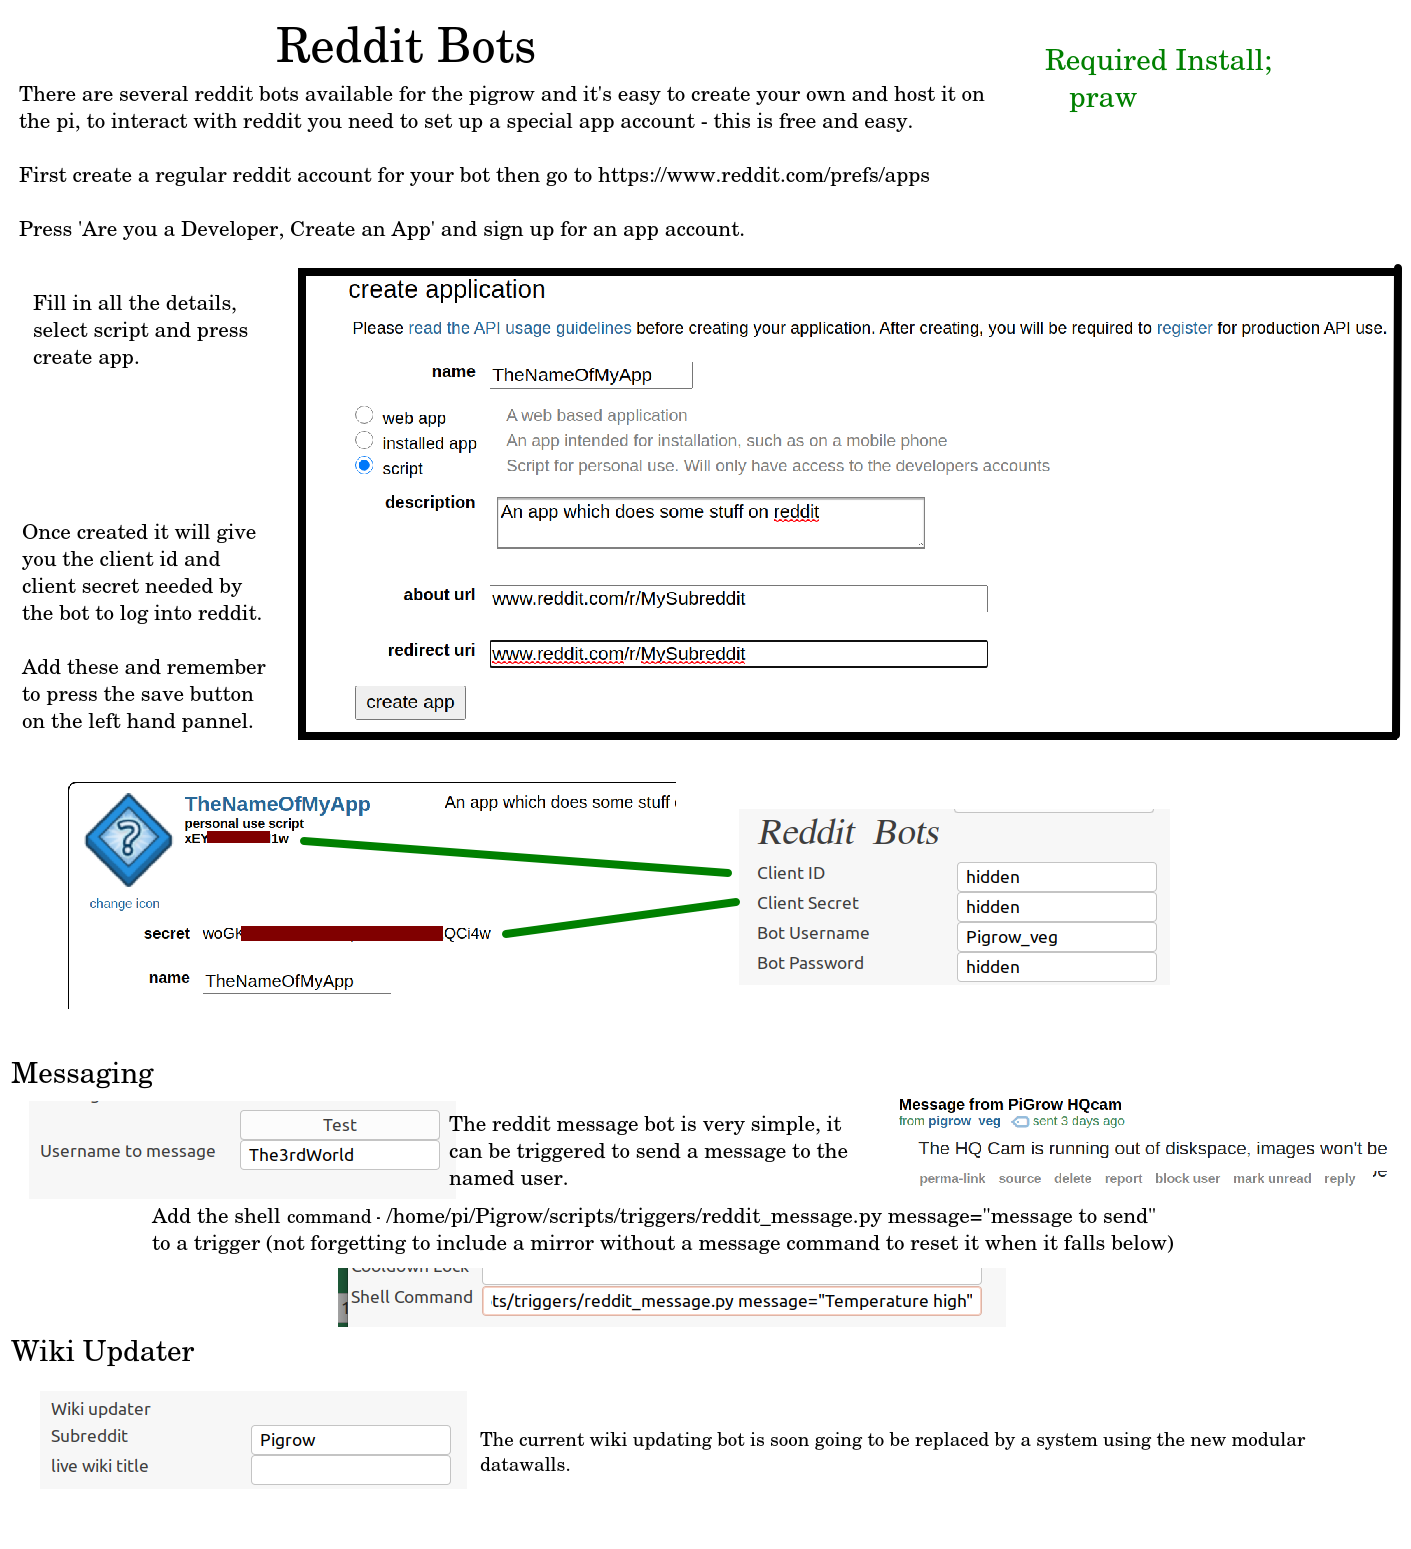 Reddit Bots
Required Install;
praw
There are several reddit bots available for the pigrow and it's easy to create your own and host it on
the pi, to interact with reddit you need to set up a special app account - this is free and easy.
First create a regular reddit account for your bot then go to https://www.reddit.com/prefs/apps
Press 'Are you a Developer, Create an App' and sign up for an app account.
Fill in all the details,
select script and press
create app.
create application
Please read the API usage guidelines before creating your application. After creating, you will be required to register for production API use.
name TheNameOfMyApp
web app A web based application
installed app An app intended for installation, such as on a mobile phone
script Script for personal use. Will only have access to the developers accounts
description An app which does some stuff on reddit
about url www.reddit.com/r/MySubreddit
redirect uri www.reddit.com/r/MySubreddit
create app
Once created it will give
you the client id and
client secret needed by
the bot to log into reddit.
Add these and remember
to press the save button
on the left hand pannel.
TheNameOfMyApp An app which does some stuff
personal use script
xEY 1w
change icon
secret woGK QCi4w
name TheNameOfMyApp
Reddit Bots
Client ID hidden
Client Secret hidden
Bot Username Pigrow_veg
Bot Password hidden
Messaging
Test
Username to message The3rdWorld
The reddit message bot is very simple, it
can be triggered to send a message to the
named user.
Message from PiGrow HQcam
from pigrow_veg sent 3 days ago
The HQ Cam is running out of diskspace, images won't be
perma-link source delete report block user mark unread reply
Add the shell command - /home/pi/Pigrow/scripts/triggers/reddit_message.py message="message to send"
to a trigger (not forgetting to include a mirror without a message command to reset it when it falls below)
Cooldown Lock
Shell Command ts/triggers/reddit_message.py message="Temperature high"
Wiki Updater
Wiki updater
Subreddit Pigrow
live wiki title
The current wiki updating bot is soon going to be replaced by a system using the new modular
datawalls.